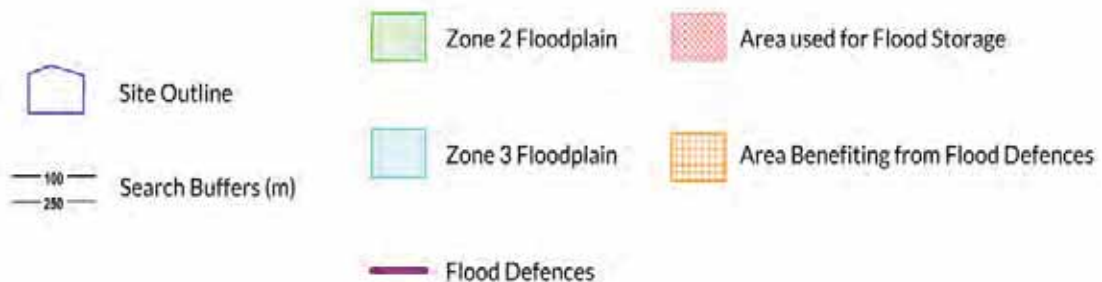 Site Outline
100
250
Search Buffers (m)
Zone 2 Floodplain
Zone 3 Floodplain
Flood Defences
Area used for Flood Storage
Area Benefiting from Flood Defences